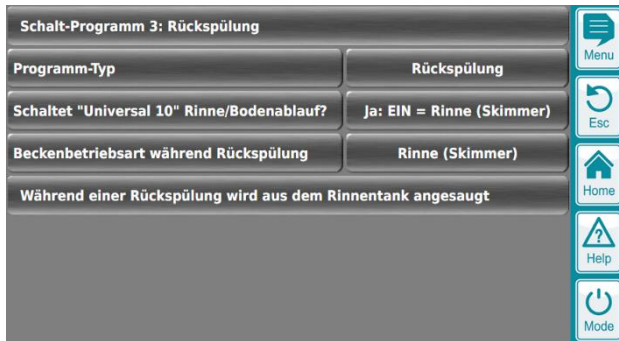 Schalt-Programm 3: Rückspülung
Programm-Typ
Rückspülung
Schaltet "Universal 10" Rinne/Bodenablauf?
Ja: EIN = Rinne (Skimmer)
Beckenbetriebsart während Rückspülung
Rinne (Skimmer)
Während einer Rückspülung wird aus dem Rinnentank angesaugt
Menu
Esc
Home
?
Help
Mode